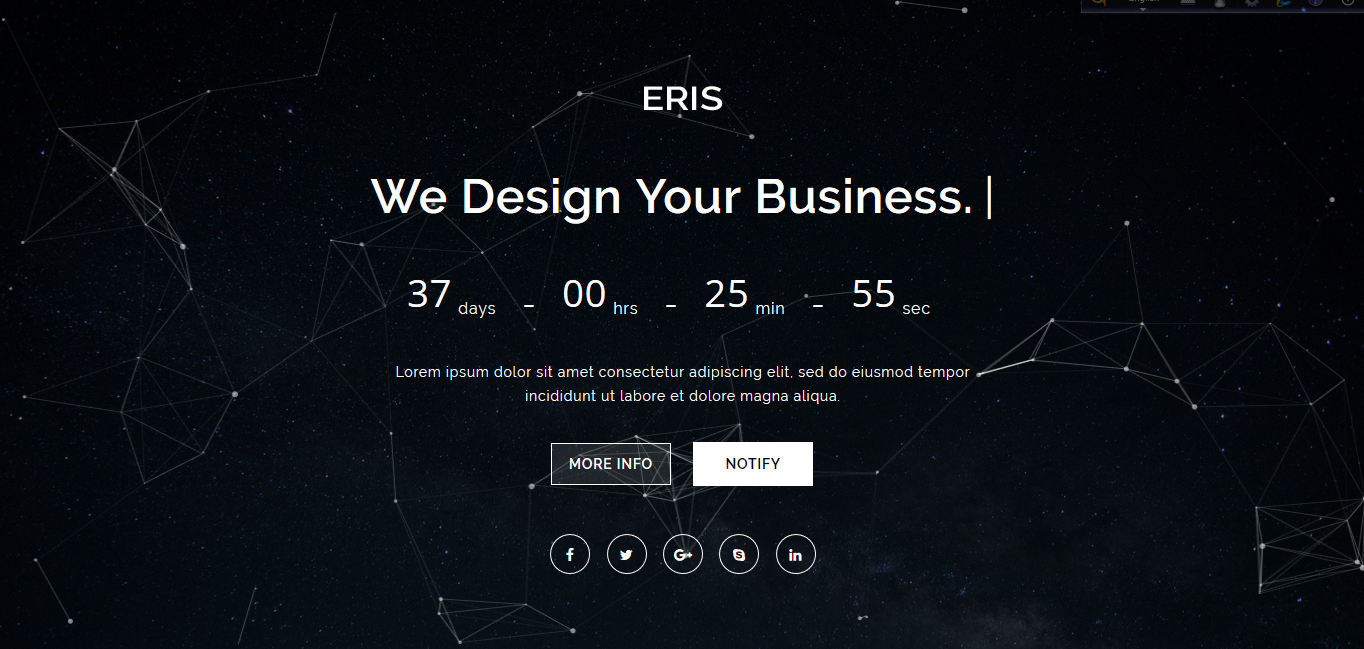 ERIS
We Design Your Business. |
37 days - 00 hrs - 25 min - 55 sec
Lorem ipsum dolor sit amet consectetur adipiscing elit, sed do eiusmod tempor
incididunt ut labore et dolore magna aliqua.
MORE INFO NOTIFY